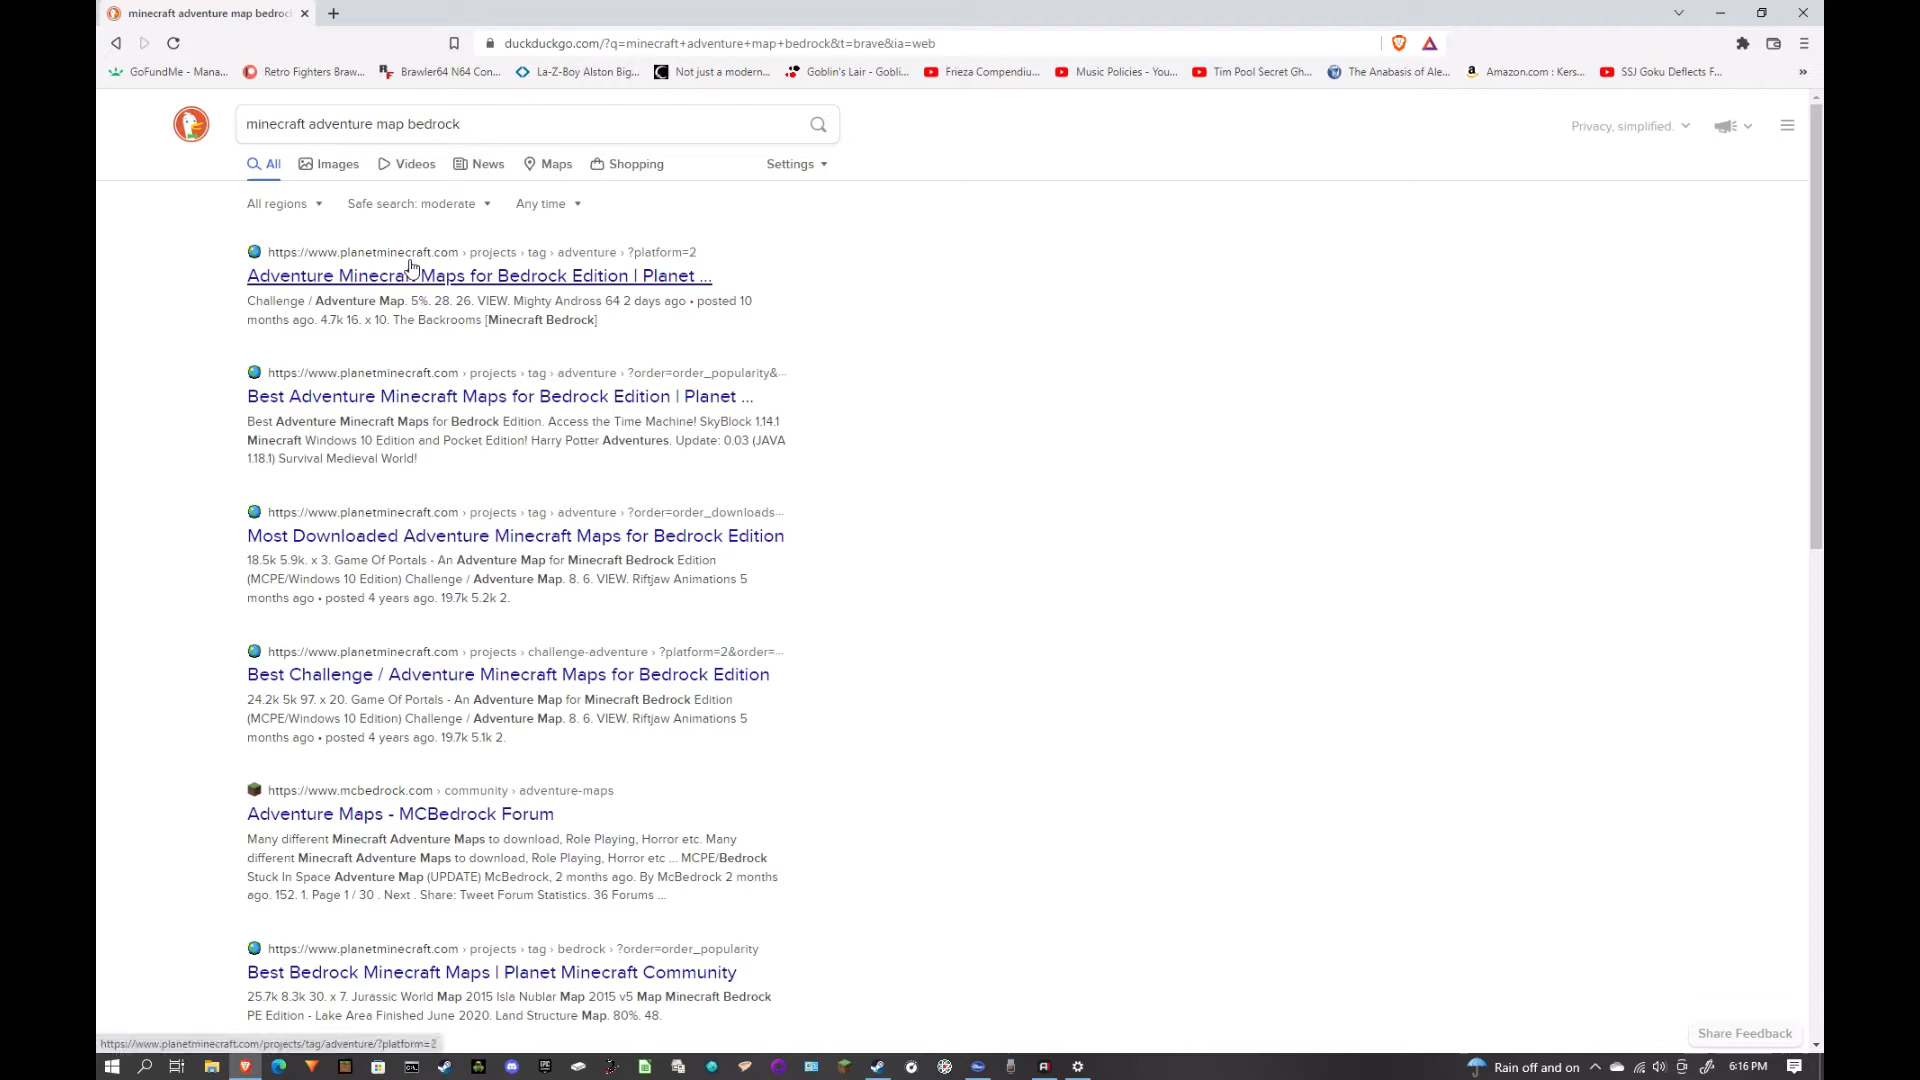 minecraft adventure map bedroc
duckduckgo.com/?q=minecraft+adventure+map+bedrock&t=brave&ia=web
GoFundMe - Mana... Retro Fighters Braw... Brawler64 N64 Con... La-Z-Boy Alston Big... Not just a modern... Goblin's Lair - Gobli... Frieza Compendiu... Music Policies - You... Tim Pool Secret Gh... The Anabasis of Ale... Amazon.com : Kers... SSJ Goku Deflects F... »
minecraft adventure map bedrock
Privacy, simplified.
All Images Videos News Maps Shopping Settings
All regions Safe search: moderate Any time
https://www.planetminecraft.com › projects › tag › adventure › ?platform=2
Adventure Minecraft Maps for Bedrock Edition | Planet ...
Challenge / Adventure Map. 5%. 28. 26. VIEW. Mighty Andross 64 2 days ago • posted 10
months ago. 4.7k 16. x 10. The Backrooms [Minecraft Bedrock]
https://www.planetminecraft.com › projects › tag › adventure › ?order=order_popularity&...
Best Adventure Minecraft Maps for Bedrock Edition | Planet ...
Best Adventure Minecraft Maps for Bedrock Edition. Access the Time Machine! SkyBlock 1.14.1
Minecraft Windows 10 Edition and Pocket Edition! Harry Potter Adventures. Update: 0.03 (JAVA
1.18.1) Survival Medieval World!
https://www.planetminecraft.com › projects › tag › adventure › ?order=order_downloads...
Most Downloaded Adventure Minecraft Maps for Bedrock Edition
18.5k 5.9k. x 3. Game Of Portals - An Adventure Map for Minecraft Bedrock Edition
(MCPE/Windows 10 Edition) Challenge / Adventure Map. 8. 6. VIEW. Riftjaw Animations 5
months ago • posted 4 years ago. 19.7k 5.2k 2.
https://www.planetminecraft.com › projects › challenge-adventure › ?platform=2&order=...
Best Challenge / Adventure Minecraft Maps for Bedrock Edition
24.2k 5k 97. x 20. Game Of Portals - An Adventure Map for Minecraft Bedrock Edition
(MCPE/Windows 10 Edition) Challenge / Adventure Map. 8. 6. VIEW. Riftjaw Animations 5
months ago • posted 4 years ago. 19.7k 5.1k 2.
https://www.mcbedrock.com › community › adventure-maps
Adventure Maps - MCBedrock Forum
Many different Minecraft Adventure Maps to download, Role Playing, Horror etc. Many
different Minecraft Adventure Maps to download, Role Playing, Horror etc ... MCPE/Bedrock
Stuck In Space Adventure Map (UPDATE) McBedrock, 2 months ago. By McBedrock 2 months
ago. 152. 1. Page 1 / 30 . Next . Share: Tweet Forum Statistics. 36 Forums ...
https://www.planetminecraft.com › projects › tag › bedrock › ?order=order_popularity
Best Bedrock Minecraft Maps | Planet Minecraft Community
25.7k 8.3k 30. x 7. Jurassic World Map 2015 Isla Nublar Map 2015 v5 Map Minecraft Bedrock
PE Edition - Lake Area Finished June 2020. Land Structure Map. 80%. 48.
Share Feedback
https://www.planetminecraft.com/projects/tag/adventure/?platform=2
Rain off and on 6:16 PM